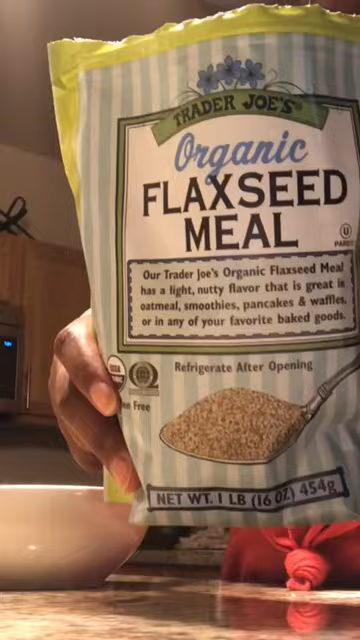 TRADER JOE'S®
Organic
FLAXSEED
MEAL
U
Our Trader Joe's Organic Flaxseed Meal
has a light, nutty flavor that is great in
oatmeal, smoothies, pancakes & waffles,
or in any of your favorite baked goods.
Refrigerate After Opening
USDA
Free
NET WT. 1 LB (16 OZ) 454g